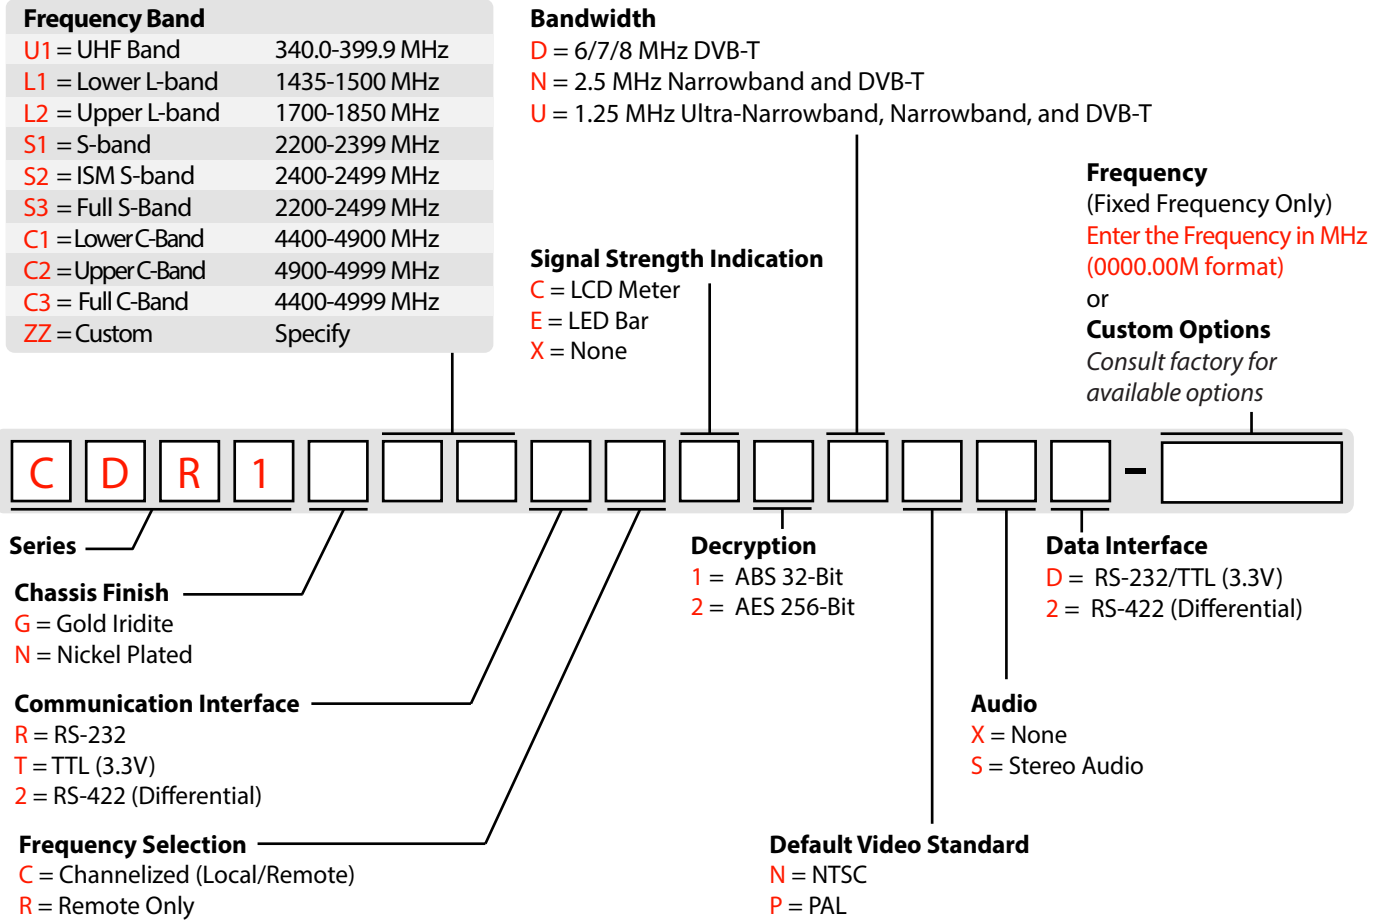 Frequency Band
U1 = UHF Band 340.0-399.9 MHz
L1 = Lower L-band 1435-1500 MHz
L2 = Upper L-band 1700-1850 MHz
S1 = S-band 2200-2399 MHz
S2 = ISM S-band 2400-2499 MHz
S3 = Full S-Band 2200-2499 MHz
C1 = Lower C-Band 4400-4900 MHz
C2 = Upper C-Band 4900-4999 MHz
C3 = Full C-Band 4400-4999 MHz
ZZ = Custom Specify
Bandwidth
D = 6/7/8 MHz DVB-T
N = 2.5 MHz Narrowband and DVB-T
U = 1.25 MHz Ultra-Narrowband, Narrowband, and DVB-T
Signal Strength Indication
C = LCD Meter
E = LED Bar
X = None
Frequency
(Fixed Frequency Only)
Enter the Frequency in MHz
(0000.00M format)
or
Custom Options
Consult factory for
available options
C D R 1 -
Series
Chassis Finish
G = Gold Iridite
N = Nickel Plated
Communication Interface
R = RS-232
T = TTL (3.3V)
2 = RS-422 (Differential)
Frequency Selection
C = Channelized (Local/Remote)
R = Remote Only
Decryption
1 = ABS 32-Bit
2 = AES 256-Bit
Default Video Standard
N = NTSC
P = PAL
Audio
X = None
S = Stereo Audio
Data Interface
D = RS-232/TTL (3.3V)
2 = RS-422 (Differential)